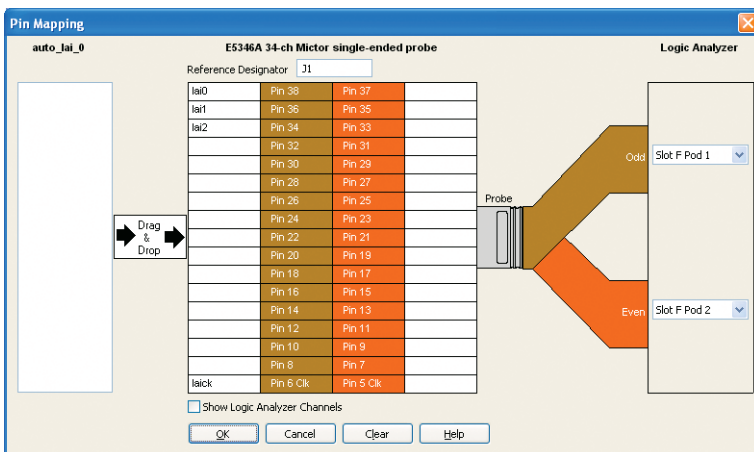 Pin Mapping
auto_lai_0 E5346A 34-ch Mictor single-ended probe Logic Analyzer
Reference Designator J1
lai0 Pin 38 Pin 37
lai1 Pin 36 Pin 35
lai2 Pin 34 Pin 33
Pin 32 Pin 31
Pin 30 Pin 29
Pin 28 Pin 27
Pin 26 Pin 25
Pin 24 Pin 23
Pin 22 Pin 21
Pin 20 Pin 19
Pin 18 Pin 17
Pin 16 Pin 15
Pin 14 Pin 13
Pin 12 Pin 11
Pin 10 Pin 9
Pin 8 Pin 7
laick Pin 6 Clk Pin 5 Clk
Drag
&
Drop
Probe
Odd Slot F Pod 1
Even Slot F Pod 2
Show Logic Analyzer Channels
OK Cancel Clear Help